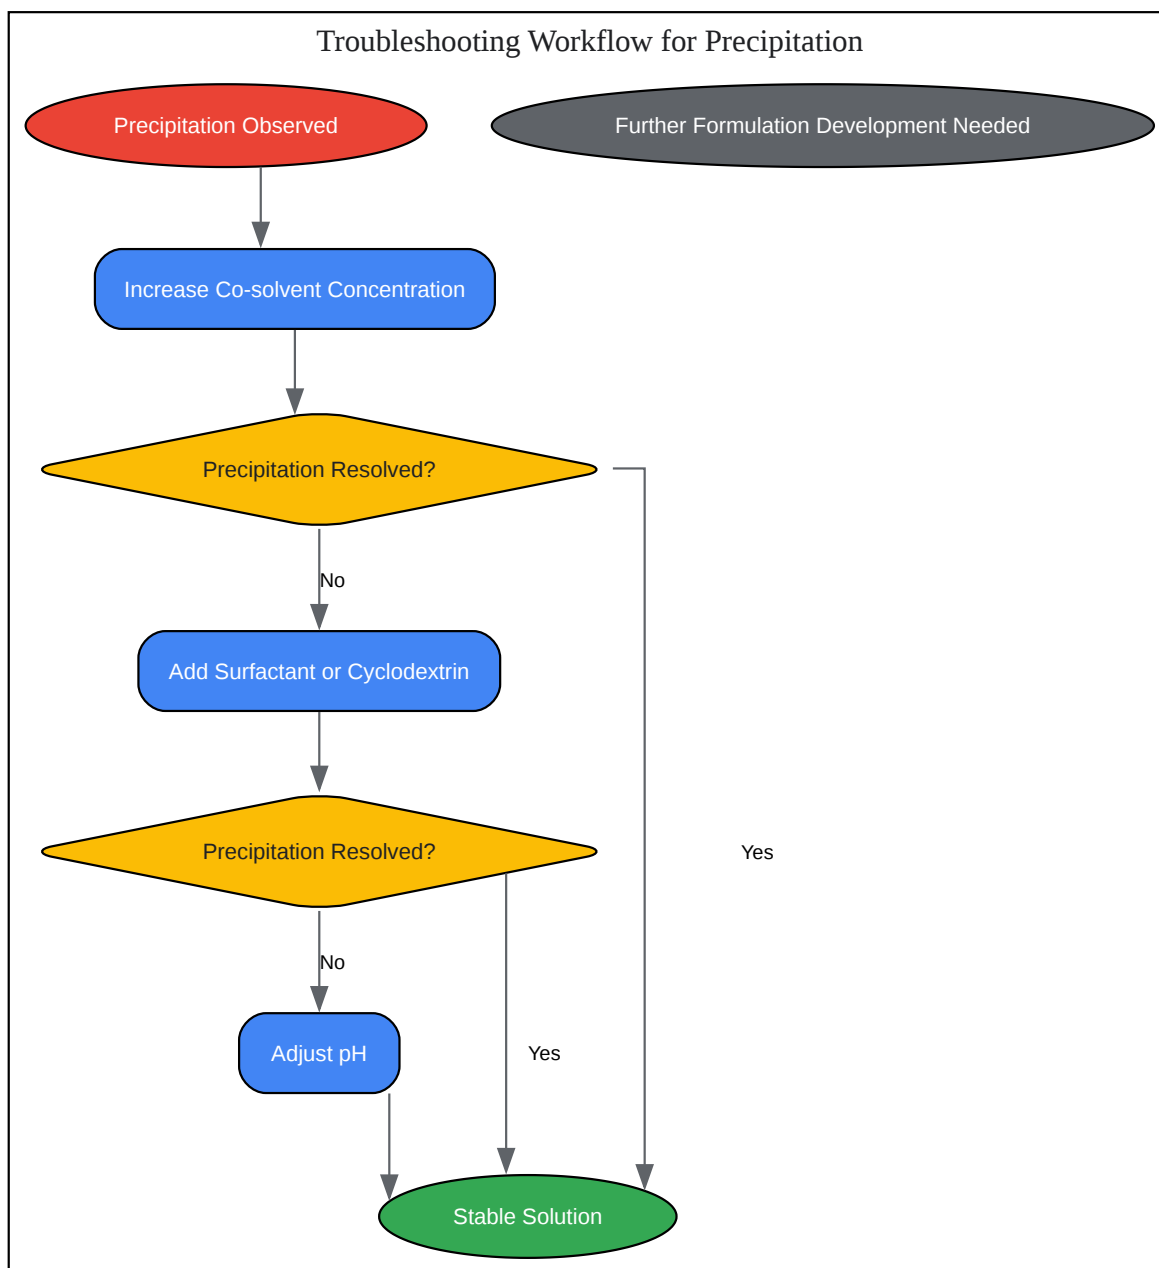 Troubleshooting Workflow for Precipitation
Precipitation Observed
Further Formulation Development Needed
Increase Co-solvent Concentration
Precipitation Resolved?
No
Add Surfactant or Cyclodextrin
Precipitation Resolved?
Yes
No
Adjust pH
Yes
Stable Solution